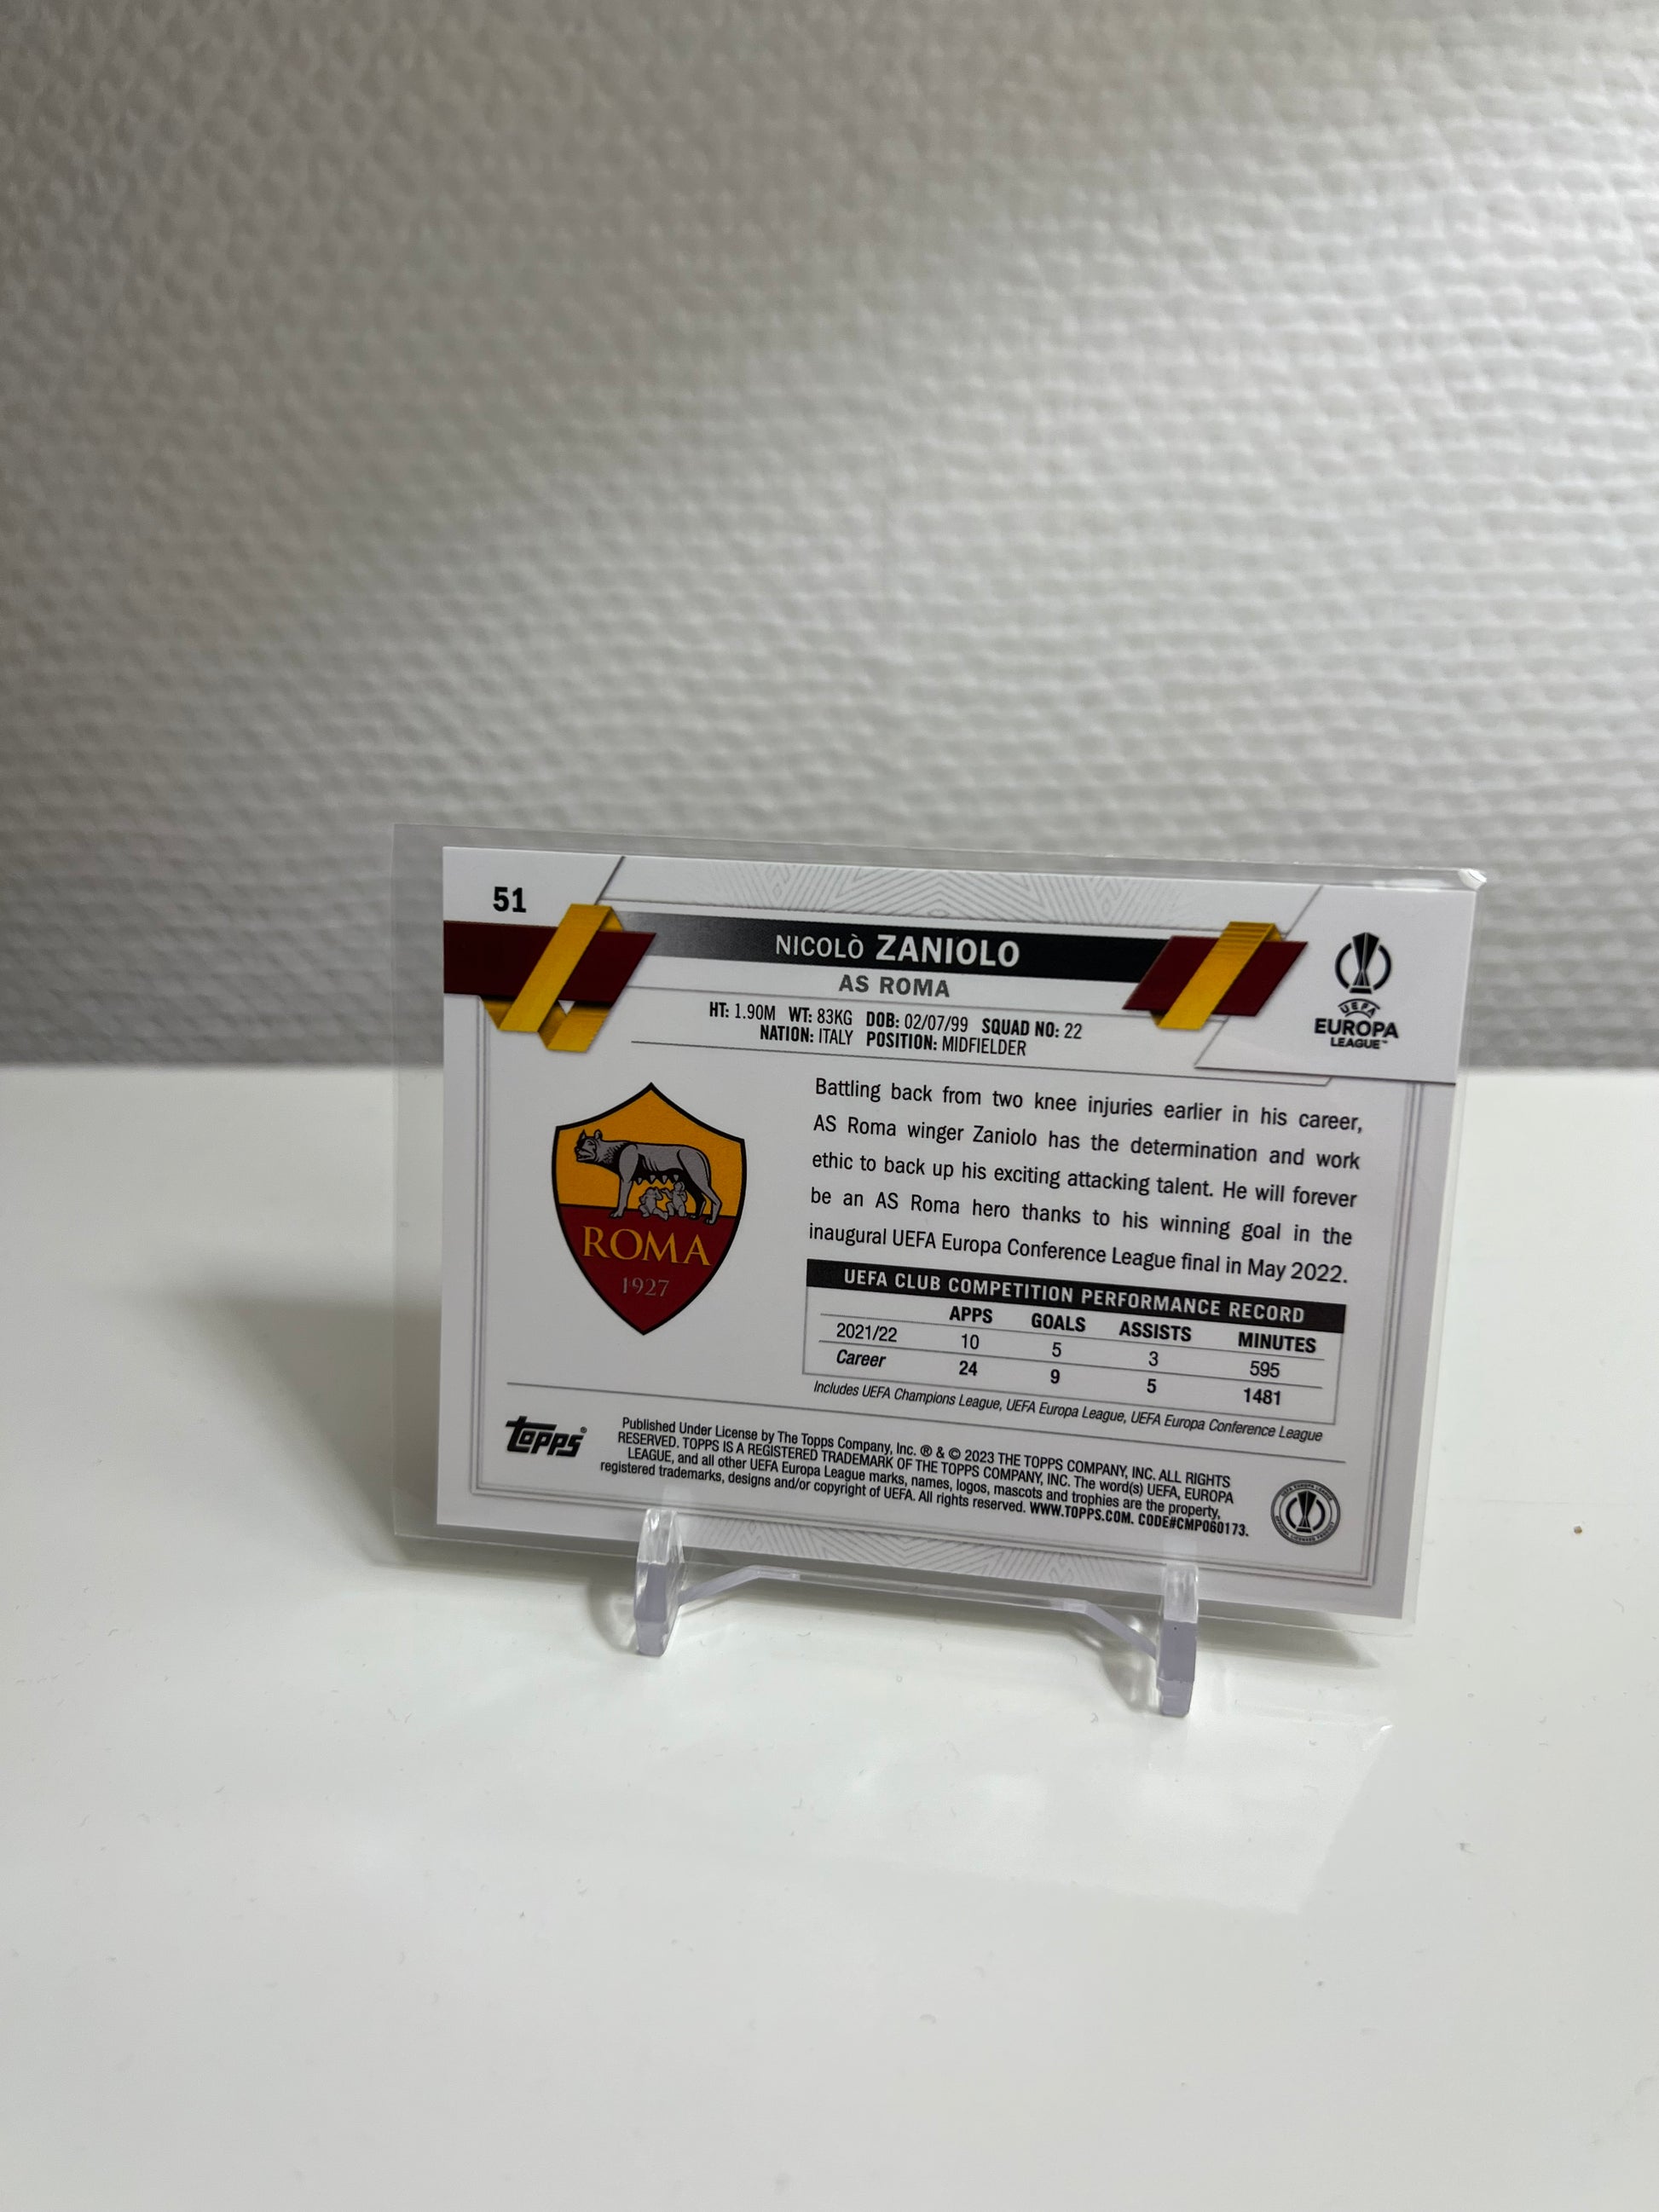 51
NICOLÒ ZANIOLO
AS ROMA
HT: 1.90M WT: 83KG DOB: 02/07/99 SQUAD NO: 22
NATION: ITALY POSITION: MIDFIELDER
UEFA
EUROPA
LEAGUE™
Battling back from two knee injuries earlier in his career,
AS Roma winger Zaniolo has the determination and work
ethic to back up his exciting attacking talent. He will forever
be an AS Roma hero thanks to his winning goal in the
inaugural UEFA Europa Conference League final in May 2022.
ROMA
1927
UEFA CLUB COMPETITION PERFORMANCE RECORD
APPS GOALS ASSISTS MINUTES
2021/22 10 5 3 595
Career 24 9 5 1481
Includes UEFA Champions League, UEFA Europa League, UEFA Europa Conference League
topps®
Published Under License by The Topps Company, Inc. ® & © 2023 THE TOPPS COMPANY, INC. ALL RIGHTS
RESERVED. TOPPS IS A REGISTERED TRADEMARK OF THE TOPPS COMPANY, INC. The word(s) UEFA, EUROPA
LEAGUE, and all other UEFA Europa League marks, names, logos, mascots and trophies are the property,
registered trademarks, designs and/or copyright of UEFA. All rights reserved. WWW.TOPPS.COM. CODE#CMP060173.